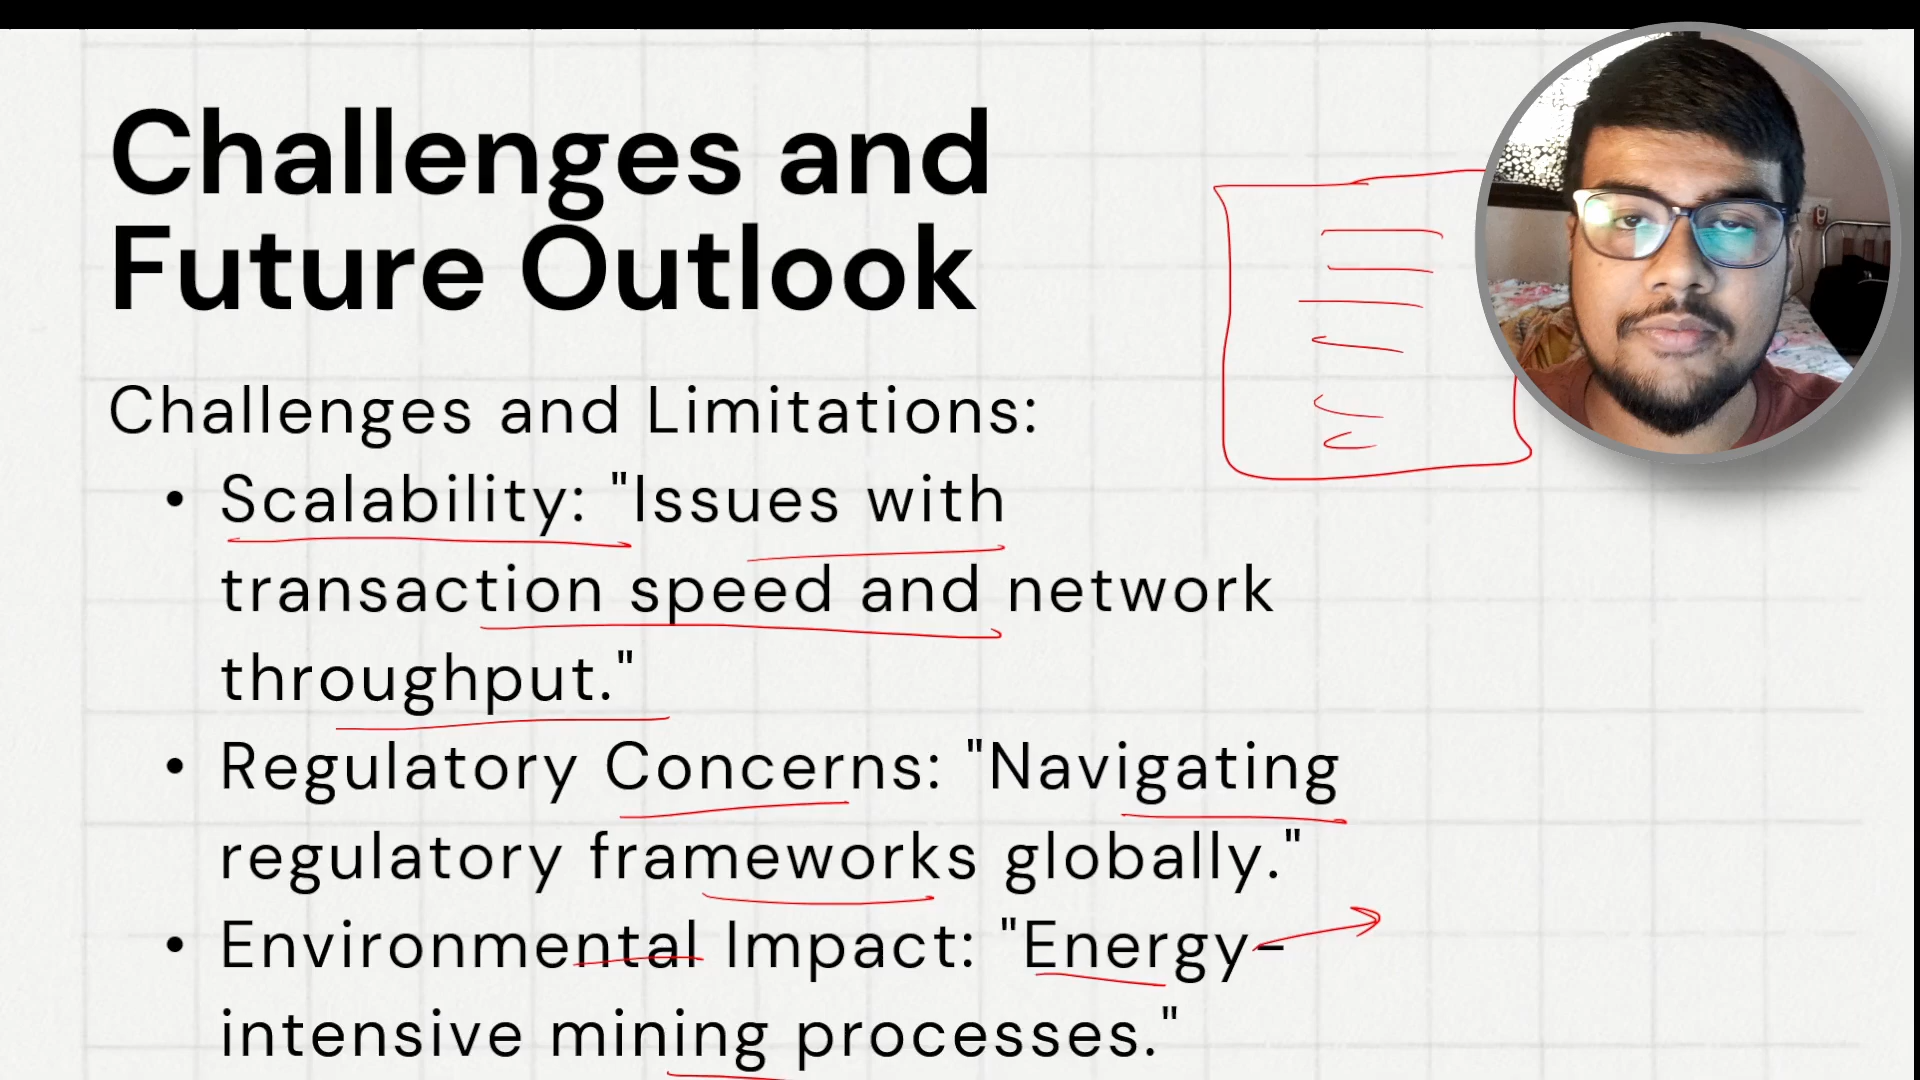 Challenges and
Future Outlook
Challenges and Limitations:
• Scalability: "Issues with
transaction speed and network
throughput."
• Regulatory Concerns: "Navigating
regulatory frameworks globally."
• Environmental Impact: "Energy-
intensive mining processes."